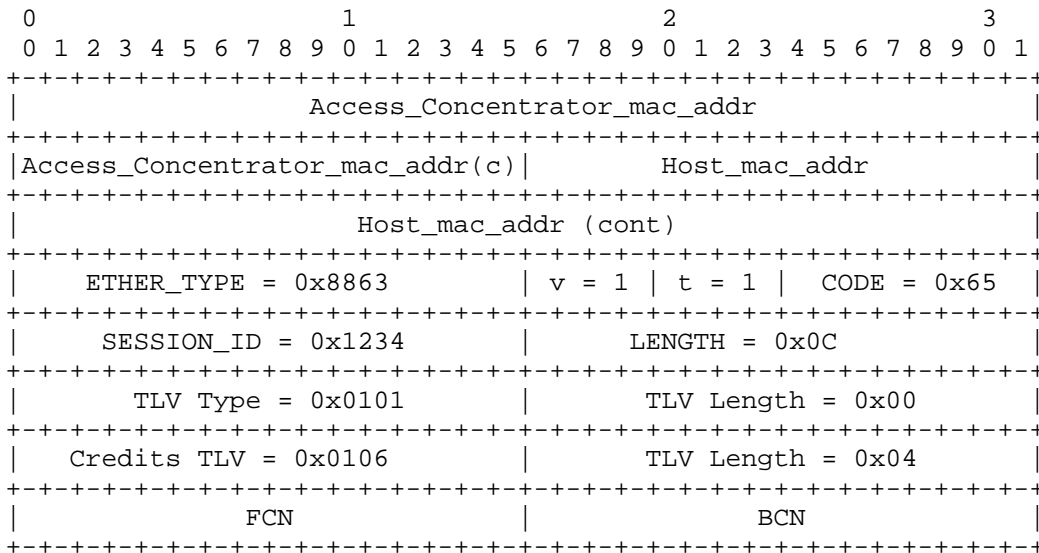 0                   1                   2                   3
 0 1 2 3 4 5 6 7 8 9 0 1 2 3 4 5 6 7 8 9 0 1 2 3 4 5 6 7 8 9 0 1
+-+-+-+-+-+-+-+-+-+-+-+-+-+-+-+-+-+-+-+-+-+-+-+-+-+-+-+-+-+-+-+-+
|                  Access_Concentrator_mac_addr                 |
+-+-+-+-+-+-+-+-+-+-+-+-+-+-+-+-+-+-+-+-+-+-+-+-+-+-+-+-+-+-+-+-+
|Access_Concentrator_mac_addr(c)|        Host_mac_addr          |
+-+-+-+-+-+-+-+-+-+-+-+-+-+-+-+-+-+-+-+-+-+-+-+-+-+-+-+-+-+-+-+-+
|                     Host_mac_addr (cont)                      |
+-+-+-+-+-+-+-+-+-+-+-+-+-+-+-+-+-+-+-+-+-+-+-+-+-+-+-+-+-+-+-+-+
|    ETHER_TYPE = 0x8863        | v = 1 | t = 1 |  CODE = 0x65  |
+-+-+-+-+-+-+-+-+-+-+-+-+-+-+-+-+-+-+-+-+-+-+-+-+-+-+-+-+-+-+-+-+
|     SESSION_ID = 0x1234       |      LENGTH = 0x0C            |
+-+-+-+-+-+-+-+-+-+-+-+-+-+-+-+-+-+-+-+-+-+-+-+-+-+-+-+-+-+-+-+-+
|       TLV Type = 0x0101       |       TLV Length = 0x00       |
+-+-+-+-+-+-+-+-+-+-+-+-+-+-+-+-+-+-+-+-+-+-+-+-+-+-+-+-+-+-+-+-+
|   Credits TLV = 0x0106        |       TLV Length = 0x04       |
+-+-+-+-+-+-+-+-+-+-+-+-+-+-+-+-+-+-+-+-+-+-+-+-+-+-+-+-+-+-+-+-+
|              FCN              |              BCN              |
+-+-+-+-+-+-+-+-+-+-+-+-+-+-+-+-+-+-+-+-+-+-+-+-+-+-+-+-+-+-+-+-+